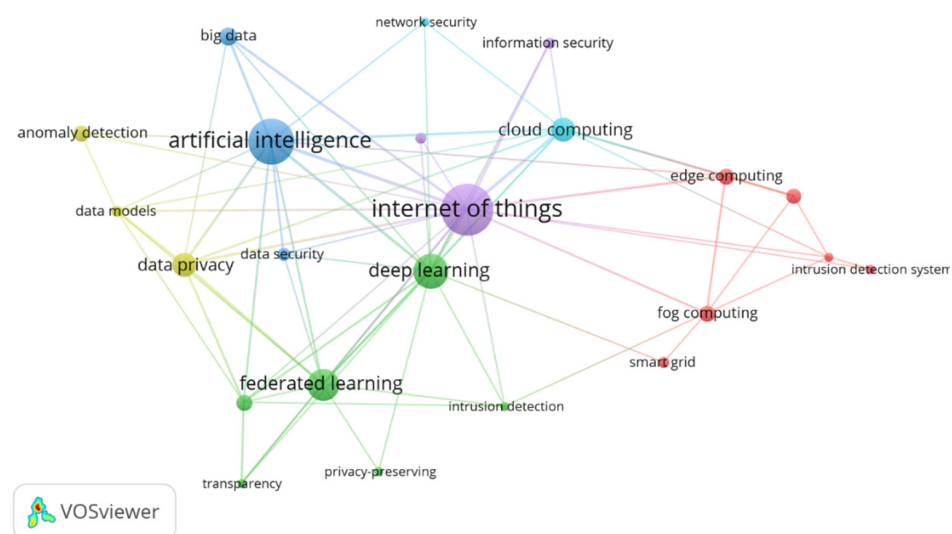 network security
big data
information security
anomaly detection
artificial intelligence
cloud computing
edge computing
data models
internet of things
data privacy
data security
deep learning
intrusion detection system
fog computing
smart grid
federated learning
intrusion detection
privacy-preserving
transparency
VOSviewer